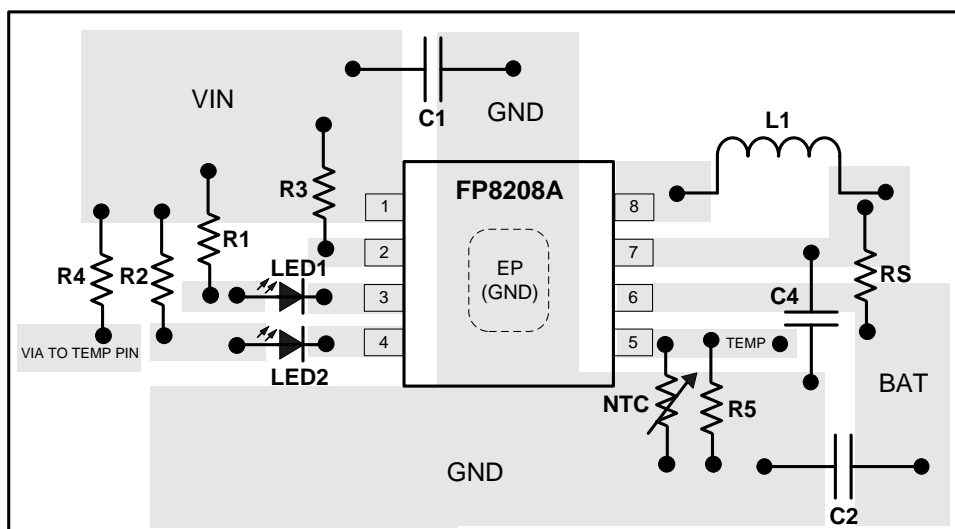 VIN
C1
GND
L1
R3
FP8208A
1
8
R4
R2
R1
2
7
RS
LED1
EP
(GND)
3
6
C4
VIA TO TEMP PIN
4
5
TEMP
LED2
NTC
R5
BAT
GND
C2